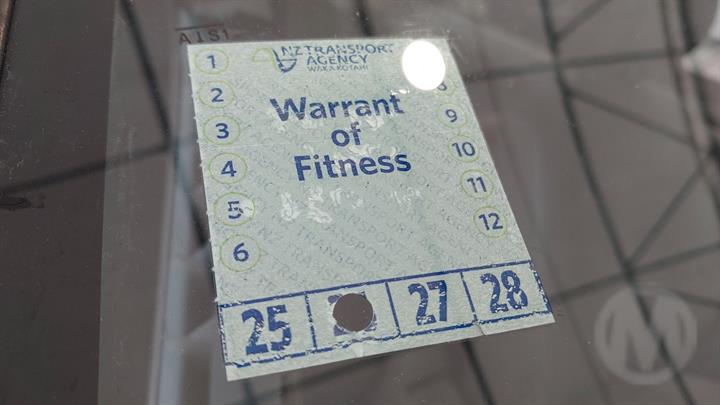 A1S1
NZ TRANSPORT
AGENCY
WAKA KOTAHI
Warrant
of
Fitness
1
2
3
4
5
6
8
9
10
11
12
25
27
28
M